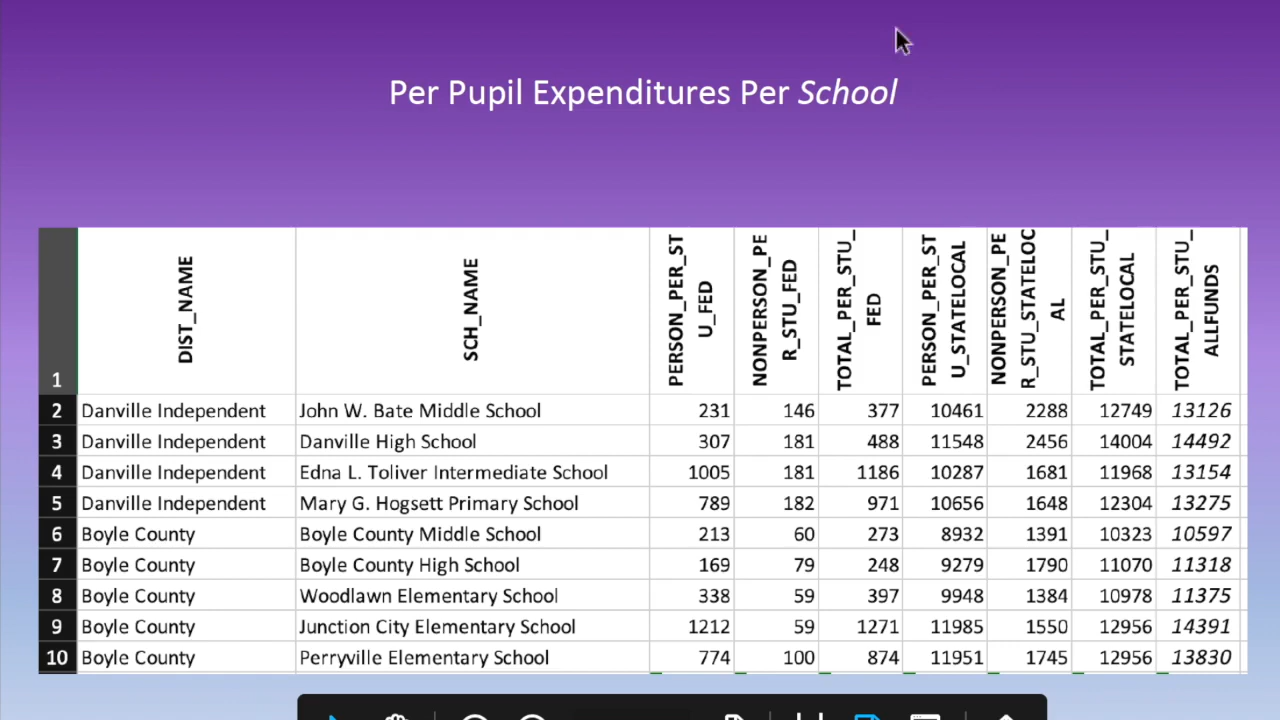 Per Pupil Expenditures Per School
1 DIST_NAME SCH_NAME PERSON_PER_STU_FED NONPERSON_PER_STU_FED TOTAL_PER_STU_FED PERSON_PER_STU_STATELOCAL NONPERSON_PER_STU_STATELOCAL TOTAL_PER_STU_STATELOCAL TOTAL_PER_STU_ALLFUNDS
2 Danville Independent John W. Bate Middle School 231 146 377 10461 2288 12749 13126
3 Danville Independent Danville High School 307 181 488 11548 2456 14004 14492
4 Danville Independent Edna L. Toliver Intermediate School 1005 181 1186 10287 1681 11968 13154
5 Danville Independent Mary G. Hogsett Primary School 789 182 971 10656 1648 12304 13275
6 Boyle County Boyle County Middle School 213 60 273 8932 1391 10323 10597
7 Boyle County Boyle County High School 169 79 248 9279 1790 11070 11318
8 Boyle County Woodlawn Elementary School 338 59 397 9948 1384 10978 11375
9 Boyle County Junction City Elementary School 1212 59 1271 11985 1550 12956 14391
10 Boyle County Perryville Elementary School 774 100 874 11951 1745 12956 13830